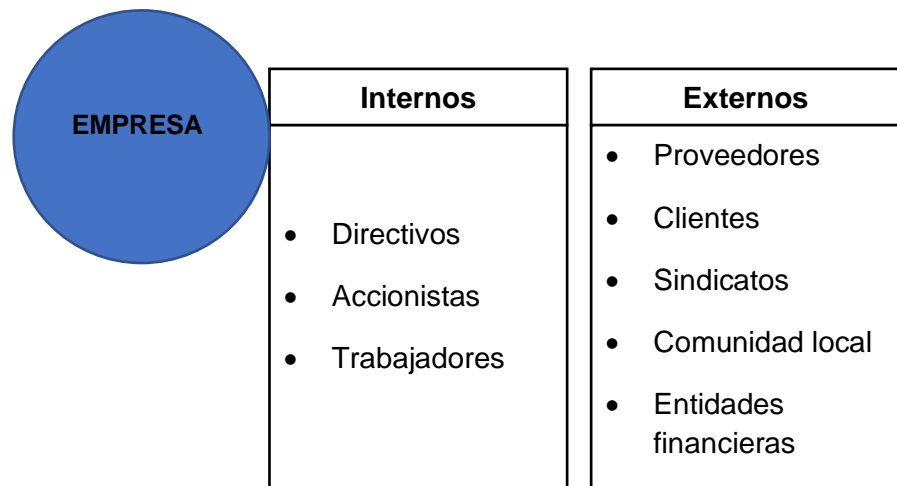 EMPRESA
Internos
• Directivos
• Accionistas
• Trabajadores
Externos
• Proveedores
• Clientes
• Sindicatos
• Comunidad local
• Entidades
financieras